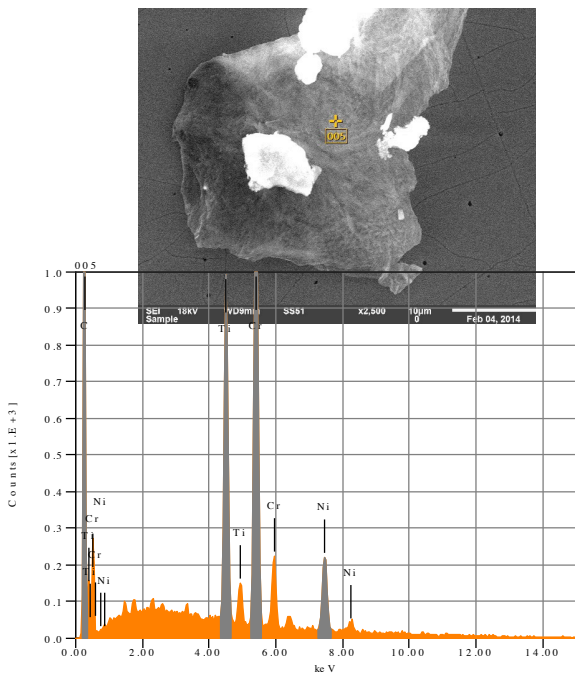 005
SEI 18kV WD9mm SS51 x2,500 10µm
Sample 0 Feb 04, 2014
005
1.0
0.9
0.8
0.7
0.6
0.5
0.4
0.3
0.2
0.1
0.0
Counts[x1.E+3]
C
Ti
Cr
Ni
Cr
Cr
Ti
Ni
Ti
Cr
Ni
Ni
0.00 2.00 4.00 6.00 8.00 10.00 12.00 14.00
keV